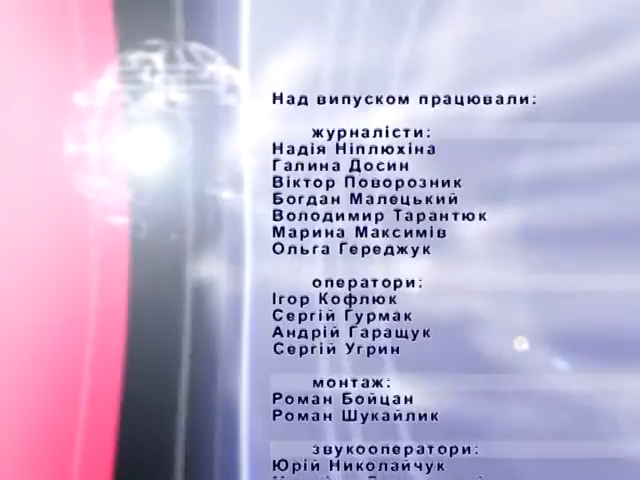 Над випуском працювали:
журналісти:
Надія Ніплюхіна
Галина Досин
Віктор Поворозник
Богдан Малецький
Володимир Тарантюк
Марина Максимів
Ольга Гереджук
оператори:
Ігор Кофлюк
Сергій Гурмак
Андрій Гаращук
Сергій Угрин
монтаж:
Роман Бойцан
Роман Шукайлик
звукооператори:
Юрій Николайчук